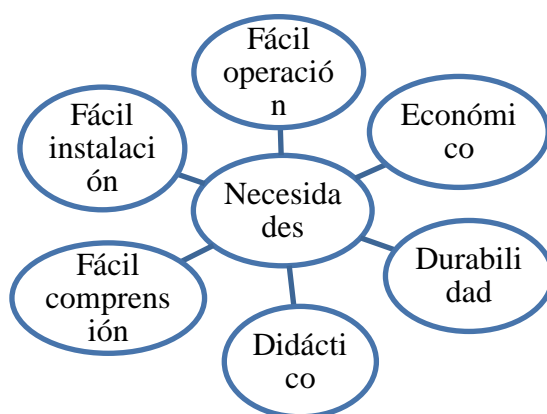 Fácil
operació
n
Económi
co
Durabili
dad
Didácti
co
Fácil
comprens
ión
Fácil
instalaci
ón
Necesida
des